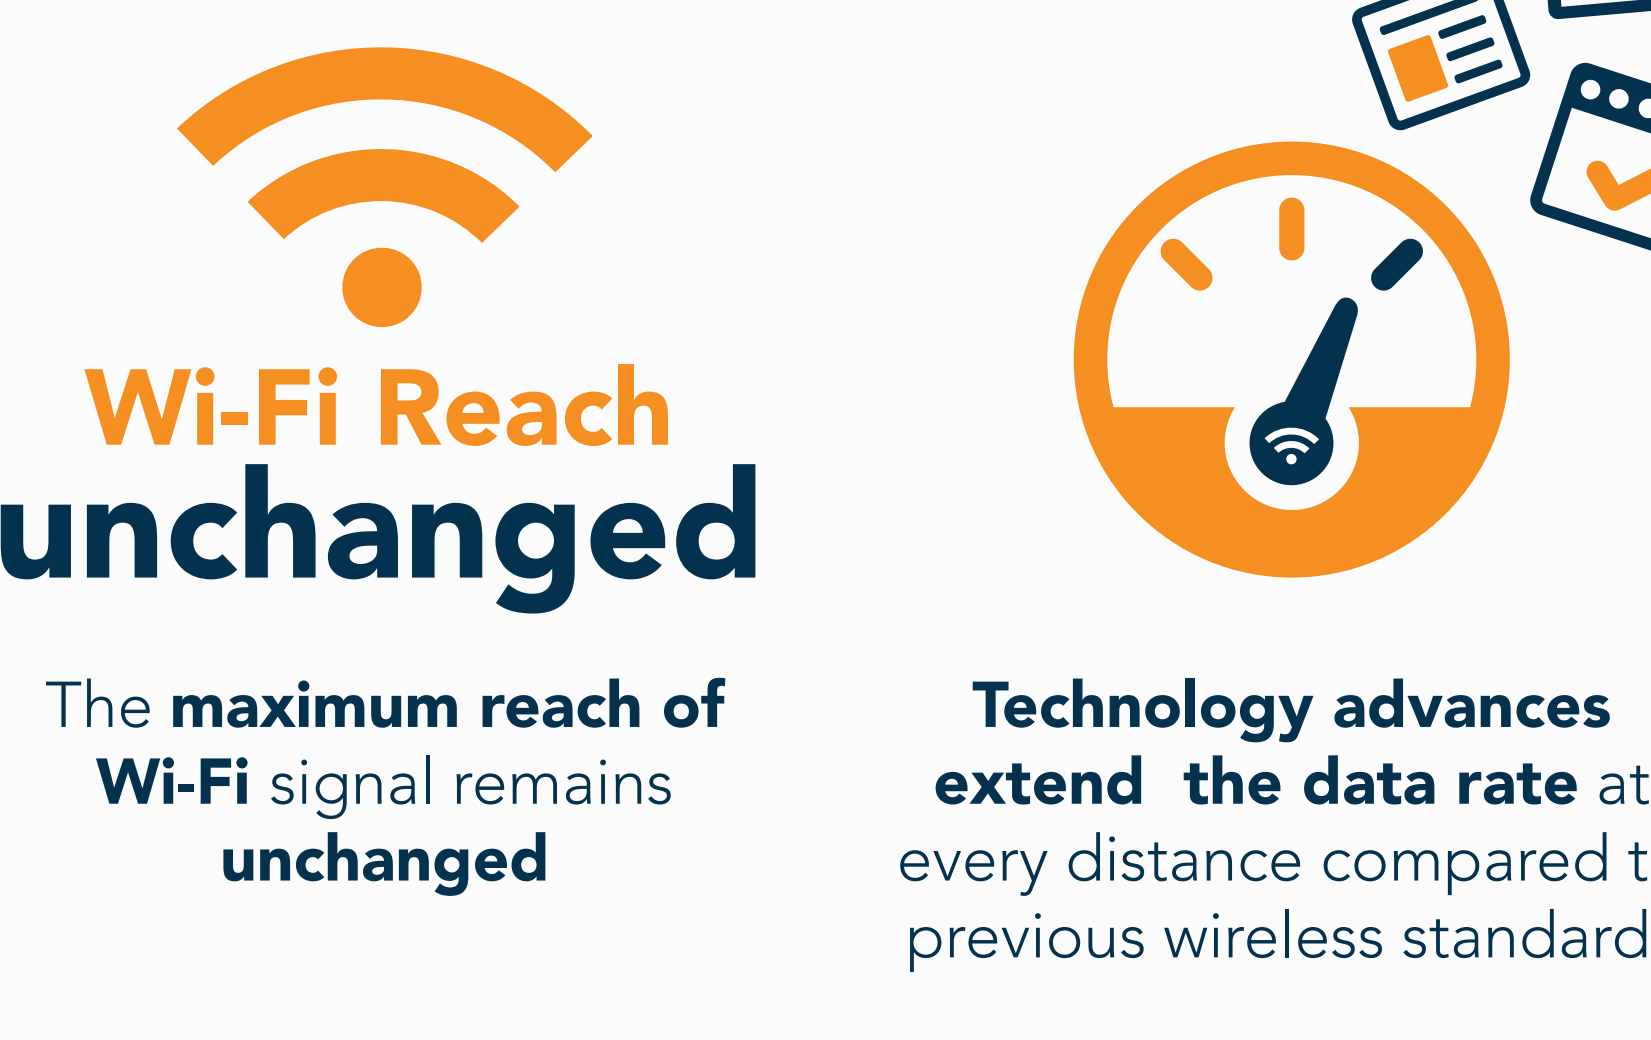 Wi-Fi Reach
unchanged
The maximum reach of
Wi-Fi signal remains
unchanged
Technology advances
extend the data rate at
every distance compared
previous wireless standard